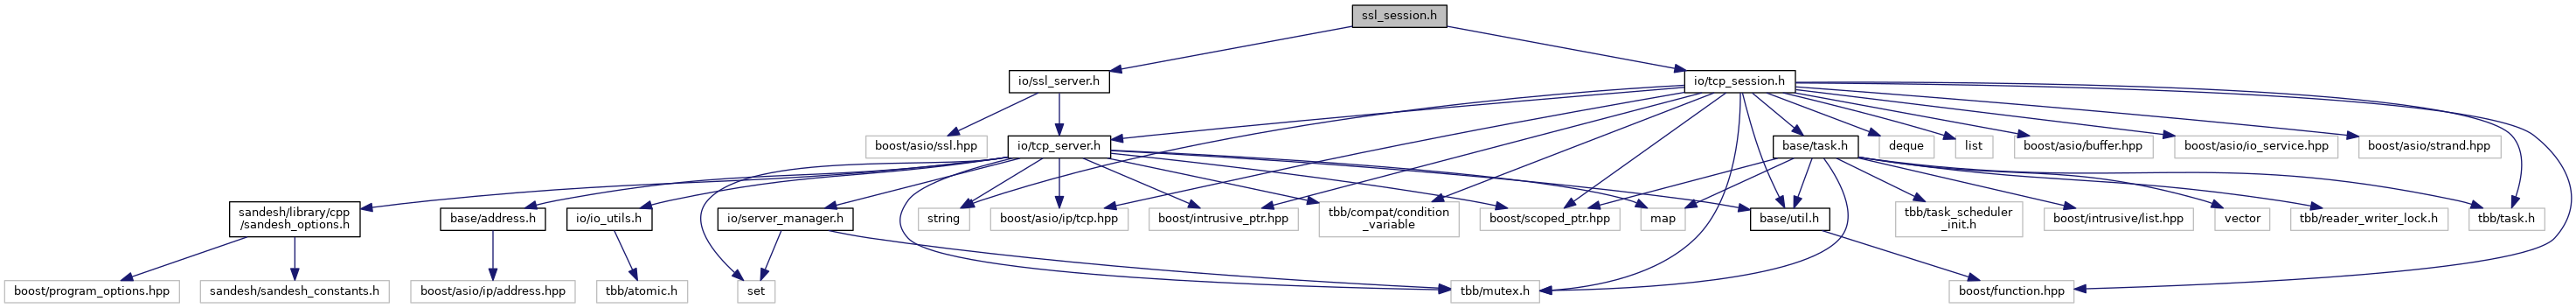 ssl_session.h
io/ssl_server.h
io/tcp_session.h
boost/asio/ssl.hpp
io/tcp_server.h
base/task.h
deque
list
boost/asio/buffer.hpp
boost/asio/io_service.hpp
boost/asio/strand.hpp
sandesh/library/cpp
/sandesh_options.h
base/address.h
io/io_utils.h
io/server_manager.h
string
boost/asio/ip/tcp.hpp
boost/intrusive_ptr.hpp
tbb/compat/condition
_variable
boost/scoped_ptr.hpp
map
base/util.h
tbb/task_scheduler
_init.h
boost/intrusive/list.hpp
vector
tbb/reader_writer_lock.h
tbb/task.h
boost/program_options.hpp
sandesh/sandesh_constants.h
boost/asio/ip/address.hpp
tbb/atomic.h
set
tbb/mutex.h
boost/function.hpp